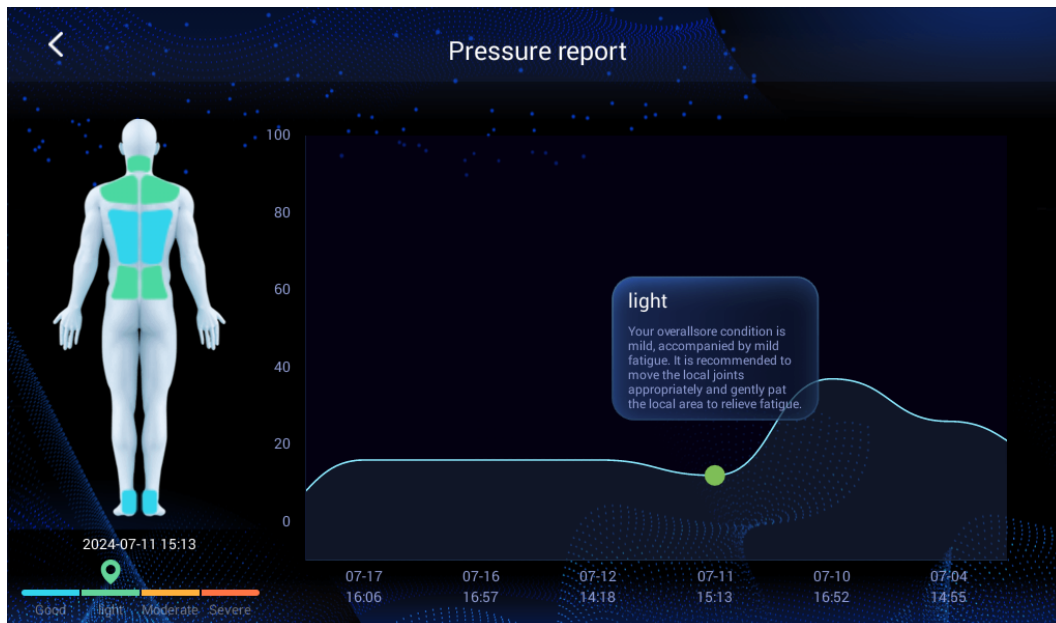 Pressure report
100
80
60
40
20
0
light
Your overallsore condition is
mild, accompanied by mild
fatigue. It is recommended to
move the local joints
appropriately and gently pat
the local area to relieve fatigue.
07-17 07-16 07-12 07-11 07-10 07-04
16:06 16:57 14:18 15:13 16:52 14:55
2024-07-11 15:13
Good light Moderate Severe